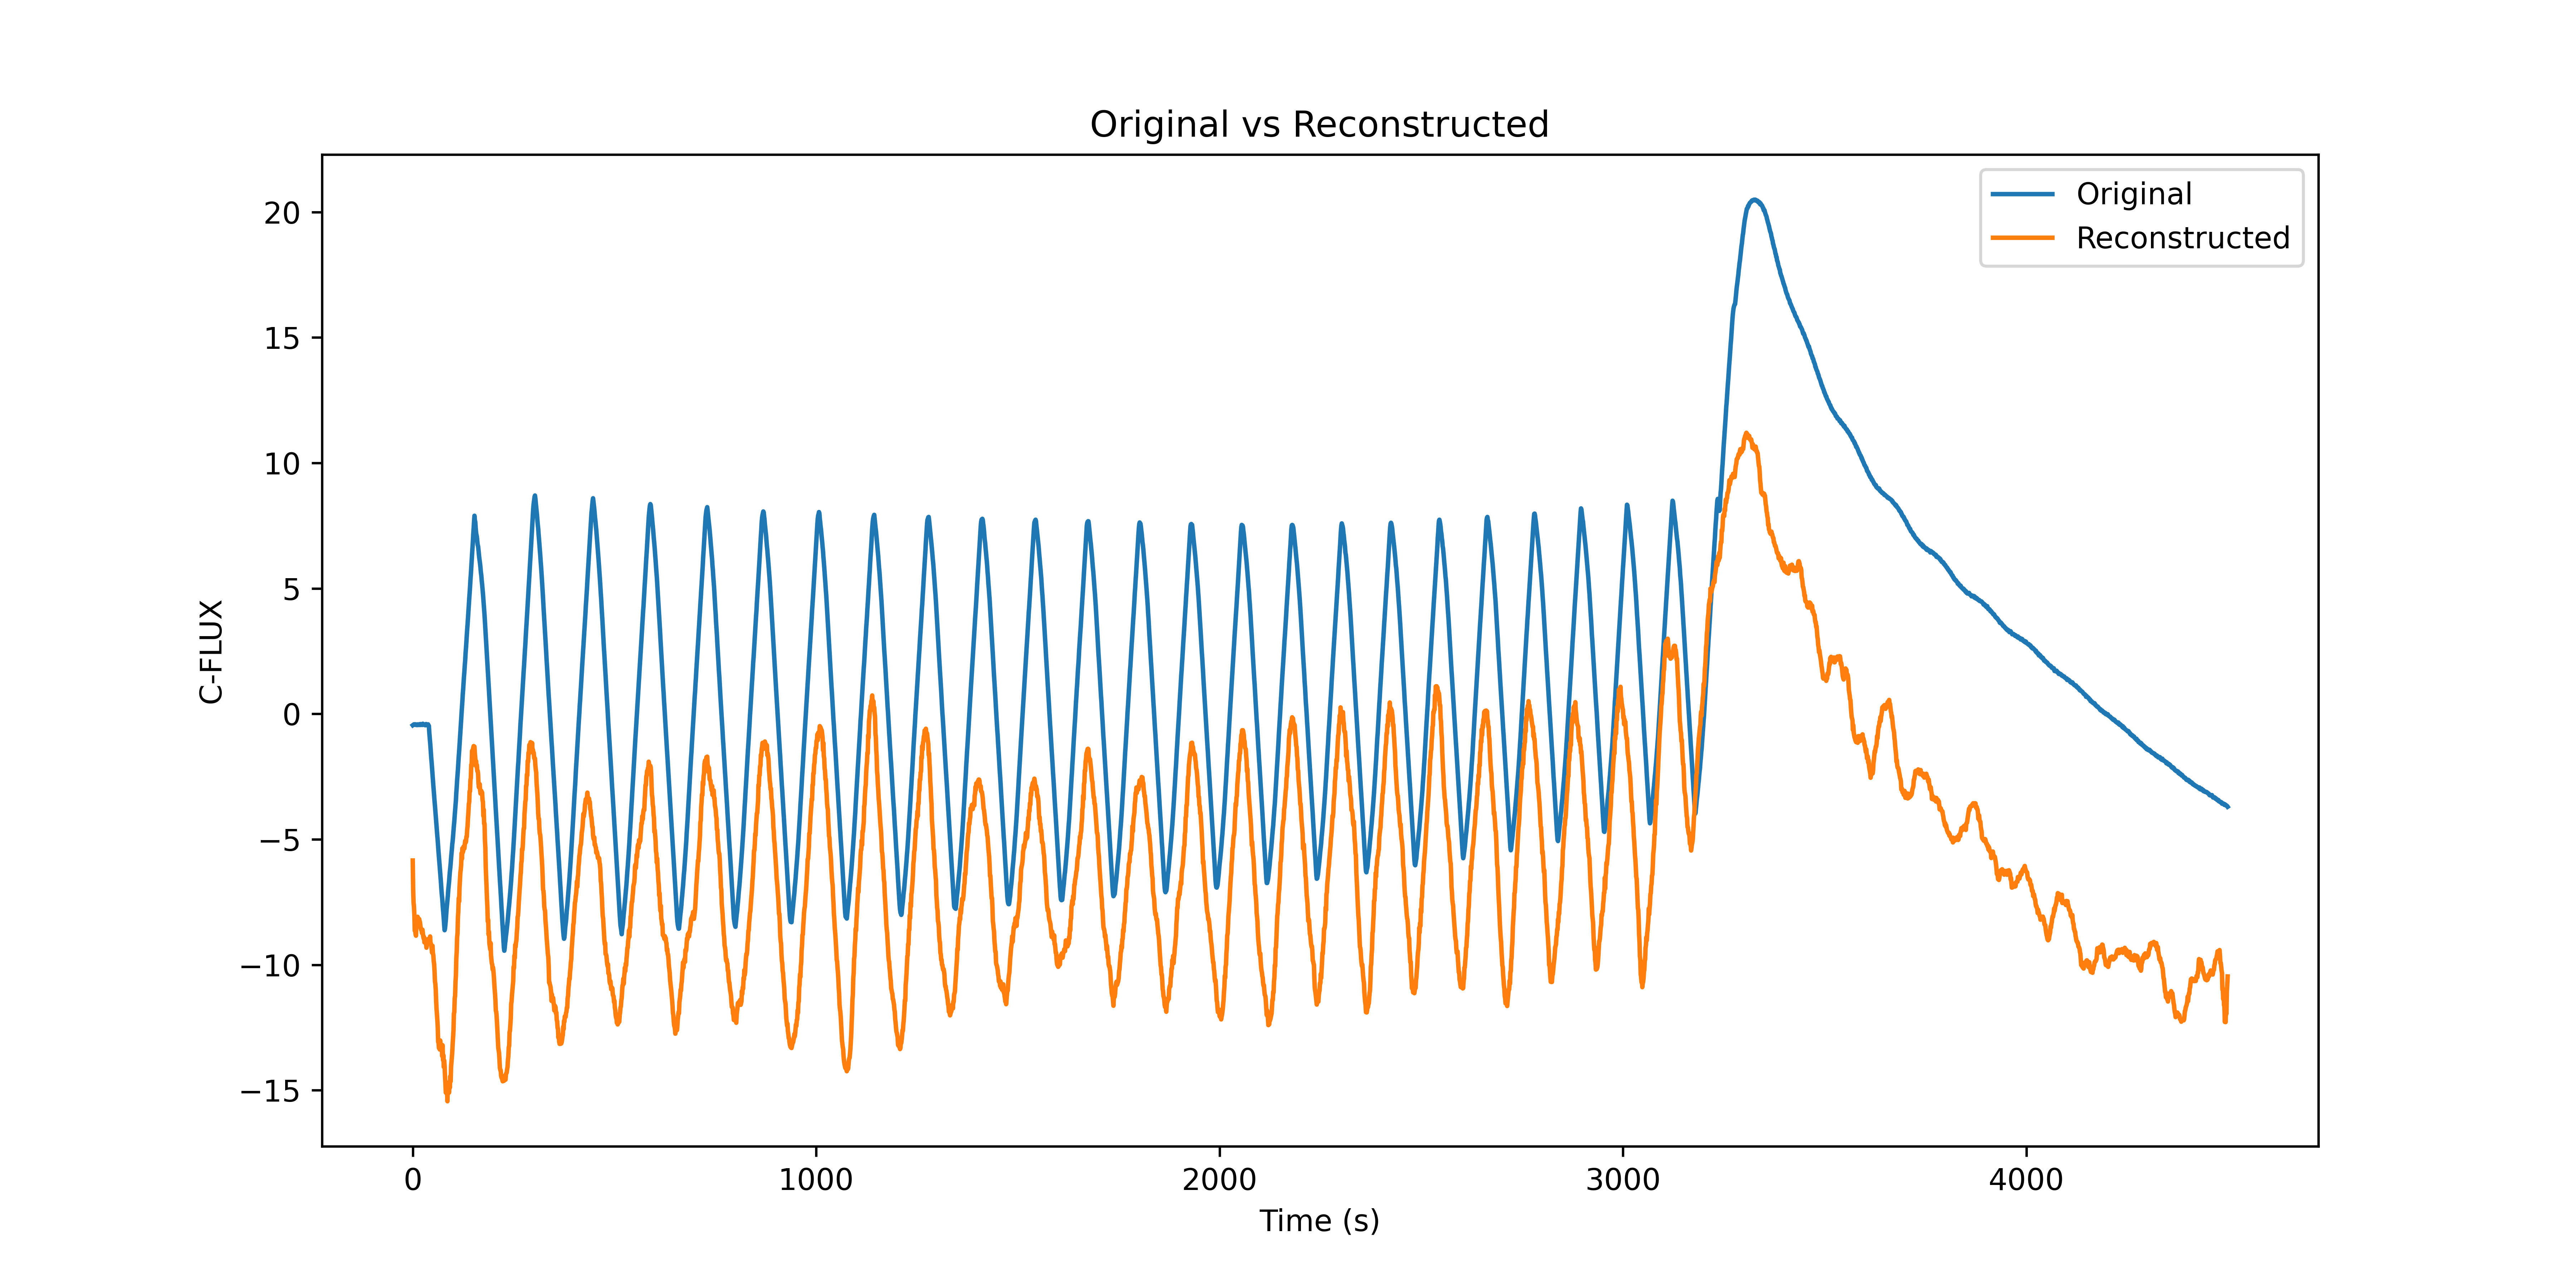 Original vs Reconstructed
Original
Reconstructed
C-FLUX
20
15
10
5
0
−5
−10
−15
0
1000
2000
3000
4000
Time (s)